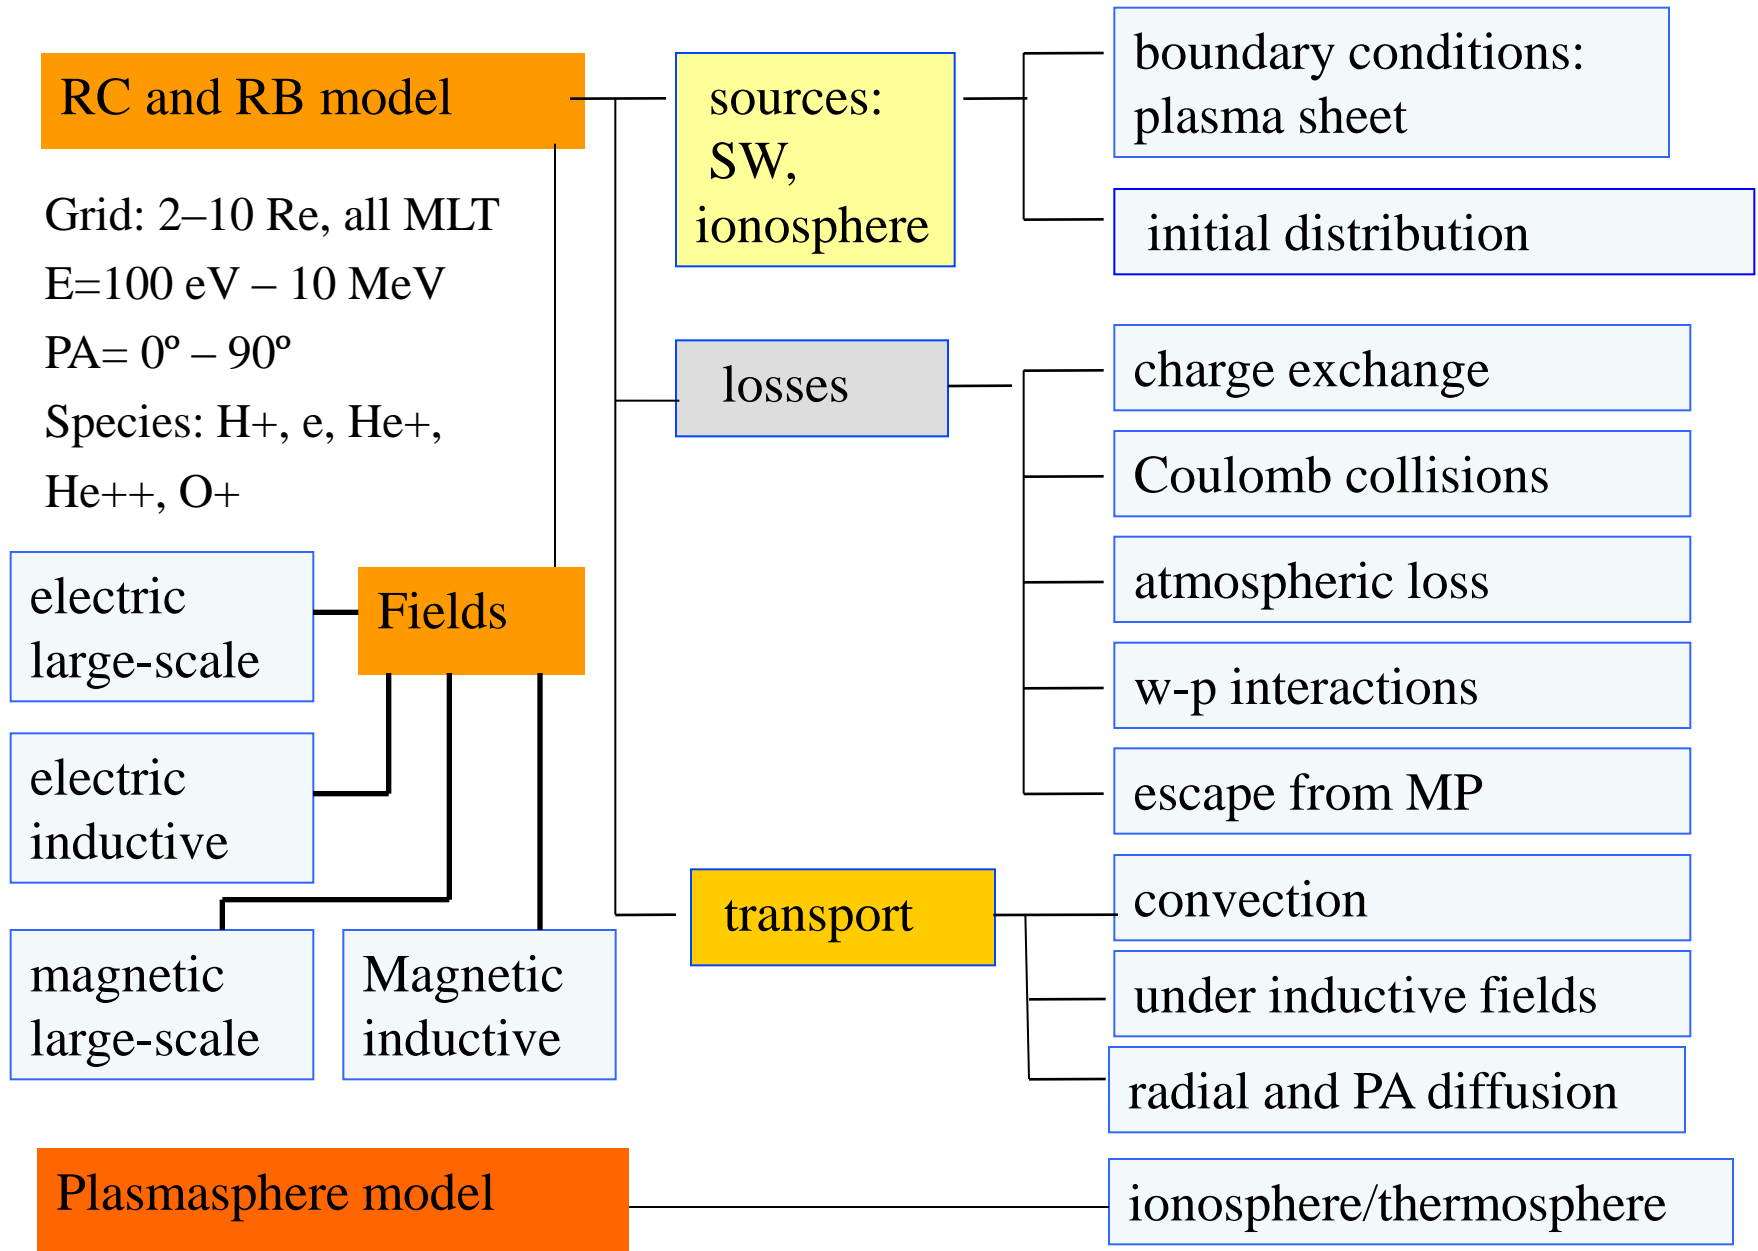 RC and RB model
Grid: 2–10 Re, all MLT
E=100 eV – 10 MeV
PA= 0º – 90º
Species: H+, e, He+,
He++, O+
Fields
electric
large-scale
electric
inductive
magnetic
large-scale
Magnetic
inductive
sources:
SW,
ionosphere
boundary conditions:
plasma sheet
initial distribution
losses
charge exchange
Coulomb collisions
atmospheric loss
w-p interactions
escape from MP
transport
convection
under inductive fields
radial and PA diffusion
Plasmasphere model
ionosphere/thermosphere